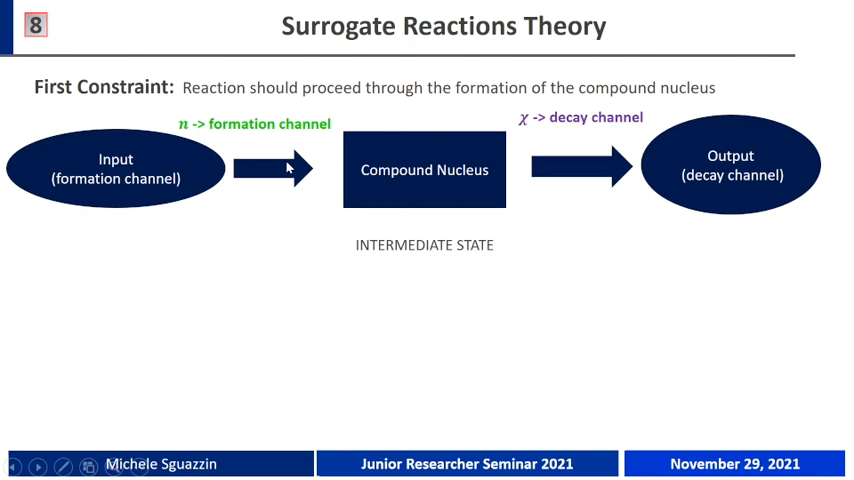 8
Surrogate Reactions Theory
First Constraint: Reaction should proceed through the formation of the compound nucleus
n -> formation channel
χ -> decay channel
Input
(formation channel)
Compound Nucleus
Output
(decay channel)
INTERMEDIATE STATE
Michele Sguazzin
Junior Researcher Seminar 2021
November 29, 2021